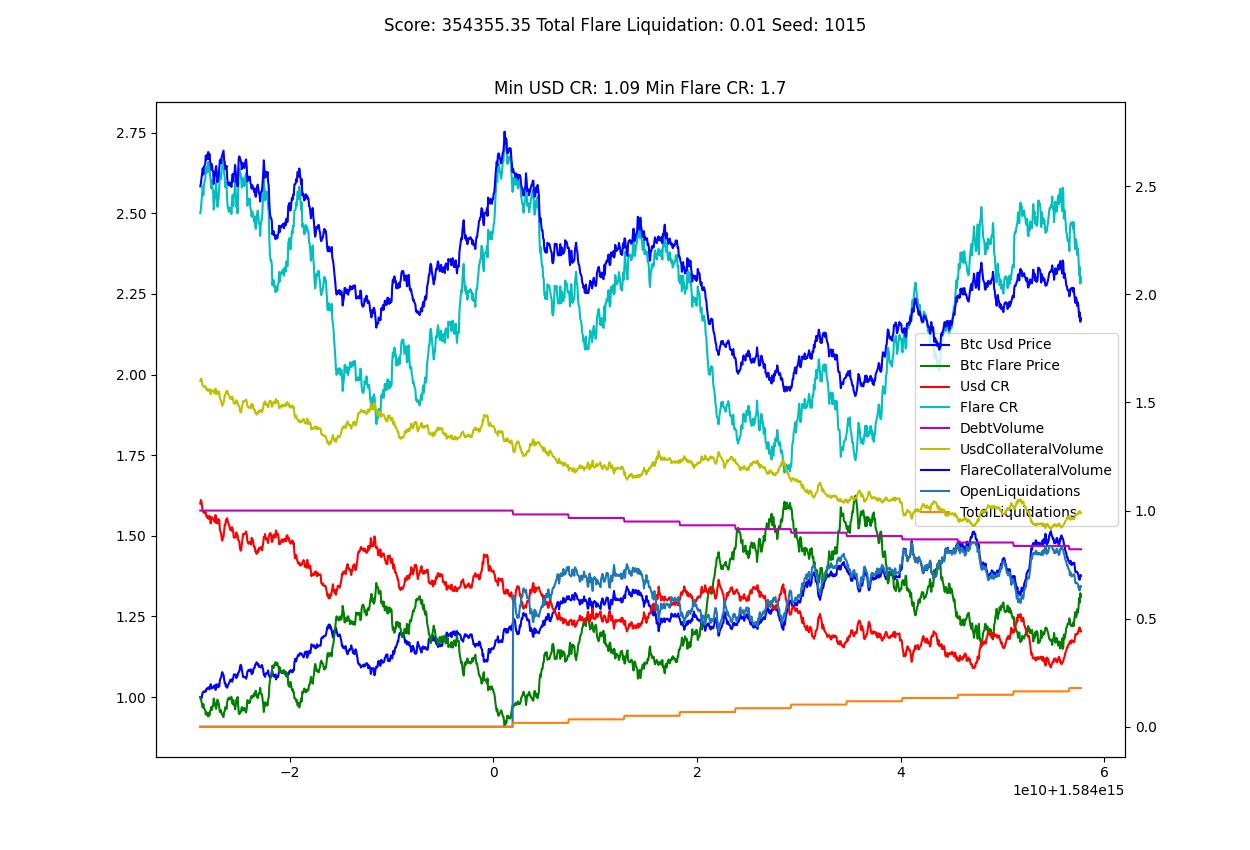 Score: 354355.35 Total Flare Liquidation: 0.01 Seed: 1015
Min USD CR: 1.09 Min Flare CR: 1.7
2.75
2.50
2.25
2.00
1.75
1.50
1.25
1.00
2.5
2.0
1.5
1.0
0.5
0.0
Btc Usd Price
Btc Flare Price
Usd CR
Flare CR
DebtVolume
UsdCollateralVolume
FlareCollateralVolume
OpenLiquidations
TotalLiquidations
−2 0 2 4 6
1e10+1.584e15